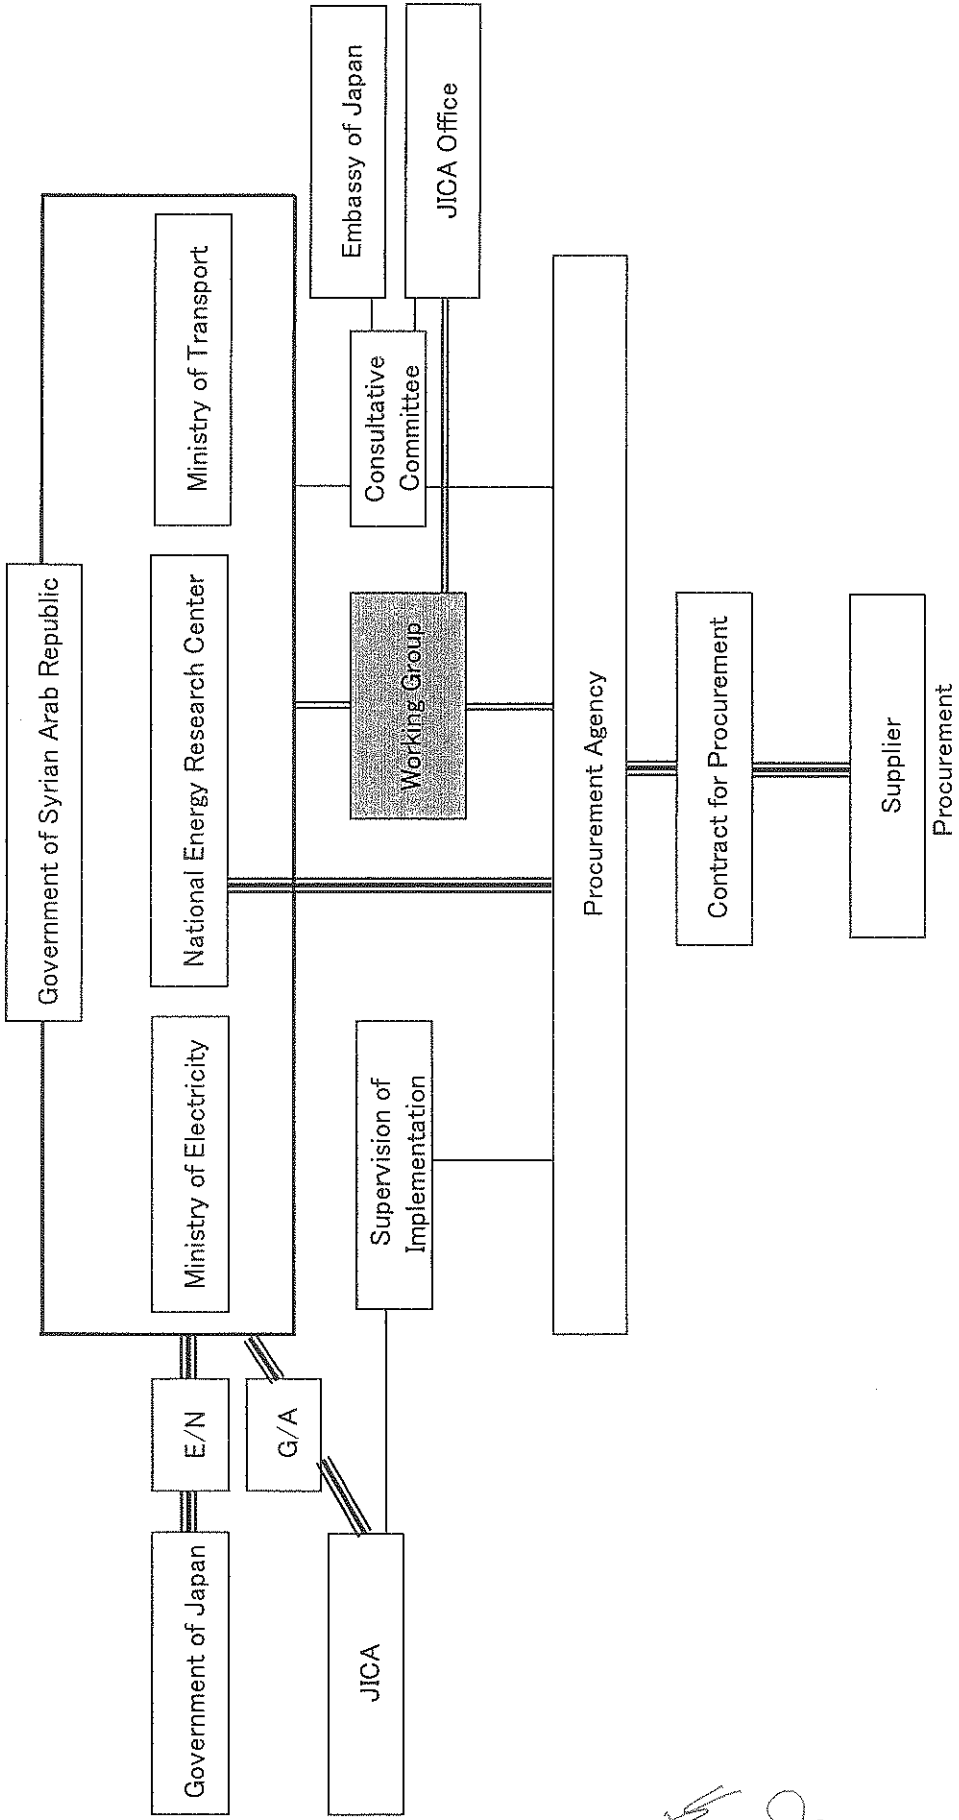 Government of Syrian Arab Republic
Government of Japan
E/N
Ministry of Electricity
National Energy Research Center
Ministry of Transport
G/A
JICA
Supervision of
Implementation
Working Group
Consultative
Committee
Embassy of Japan
JICA Office
Procurement Agency
Contract for Procurement
Supplier
Procurement